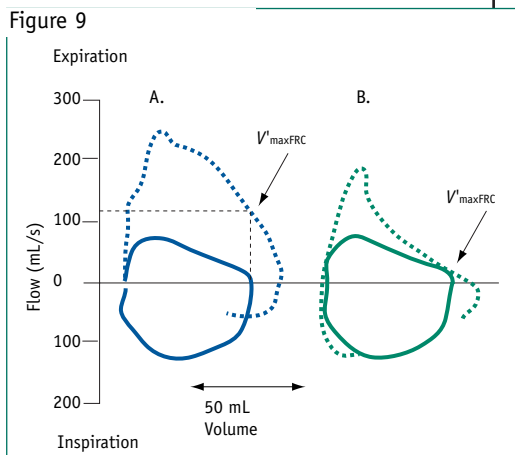 Figure 9
Expiration
300
A.
B.
V'maxFRC
200
V'maxFRC
100
Flow (mL/s)
0
100
50 mL
Volume
200
Inspiration